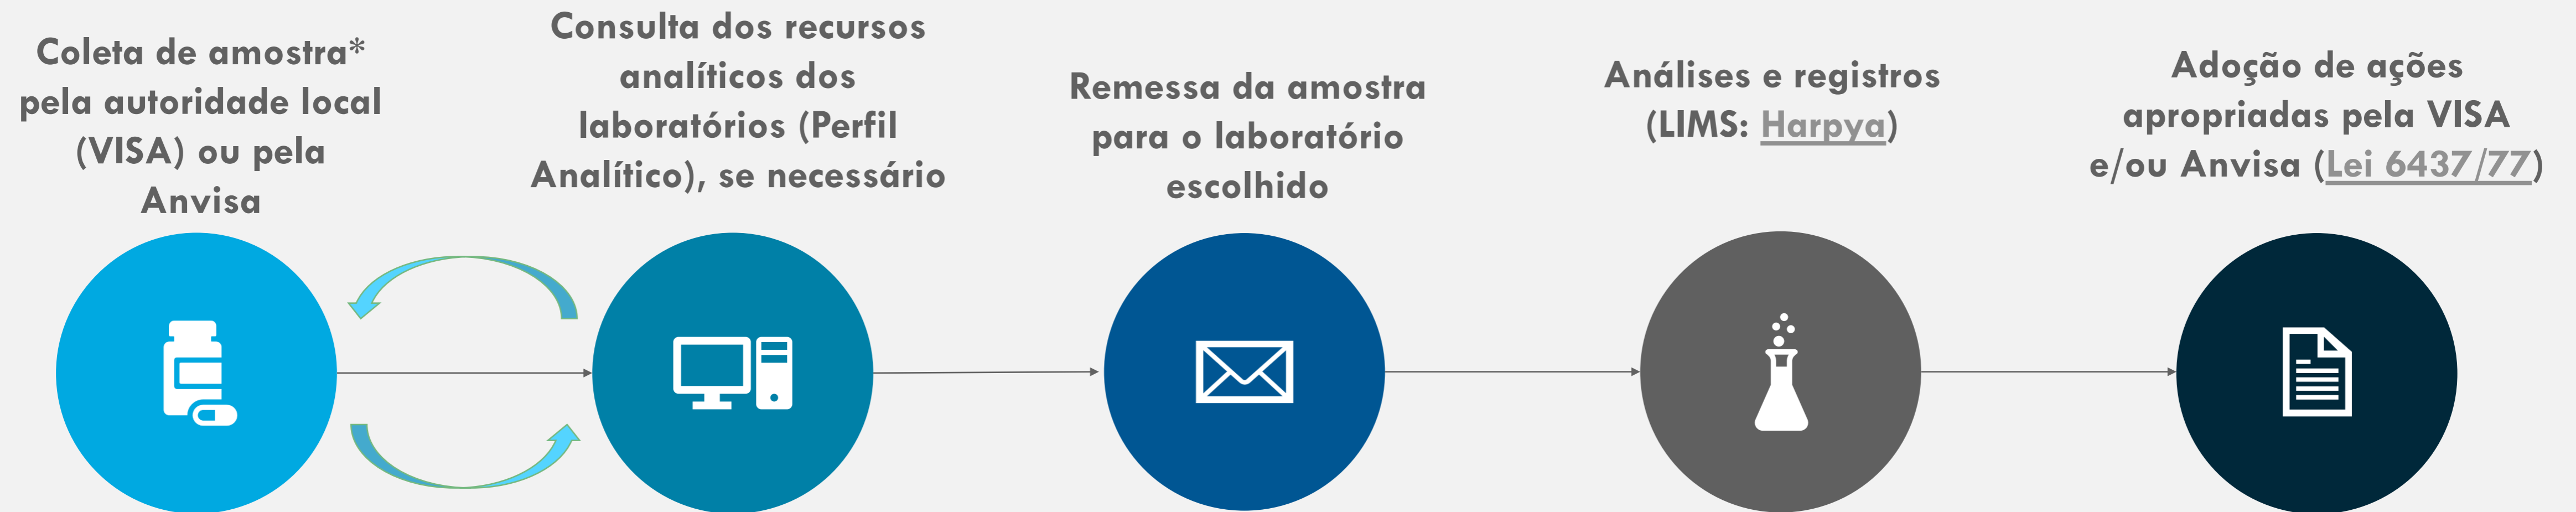 Coleta de amostra*
pela autoridade local
(VISA) ou pela
Anvisa
Consulta dos recursos
analíticos dos
laboratórios (Perfil
Analítico), se necessário
Remessa da amostra
para o laboratório
escolhido
Análises e registros
(LIMS: Harpya)
Adoção de ações
apropriadas pela VISA
e/ou Anvisa (Lei 6437/77)